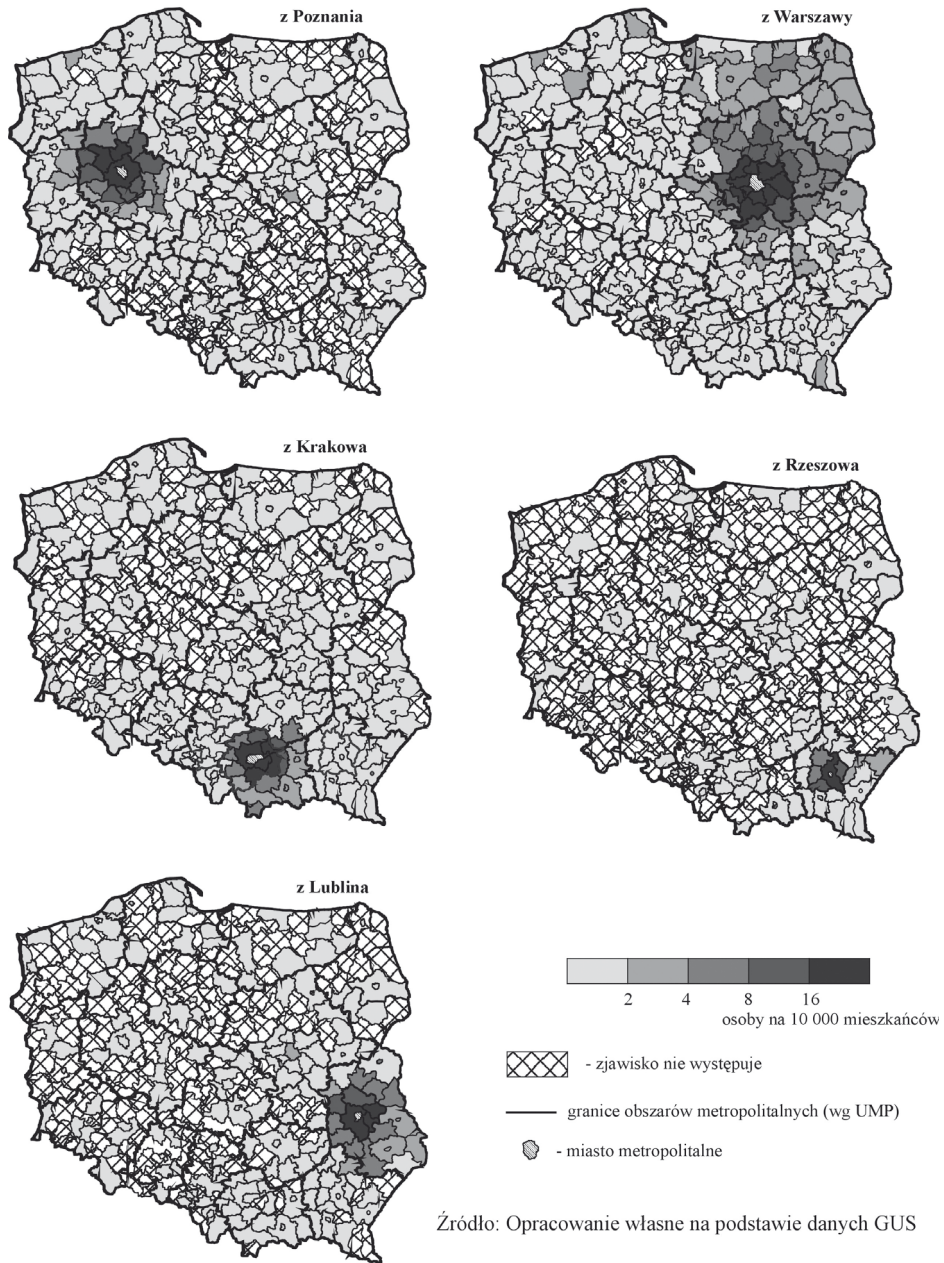 z Poznania
z Warszawy
z Krakowa
z Rzeszowa
z Lublina
2 4 8 16
osoby na 10 000 mieszkańców
- zjawisko nie występuje
granice obszarów metropolitalnych (wg UMP)
- miasto metropolitalne
Źródło: Opracowanie własne na podstawie danych GUS